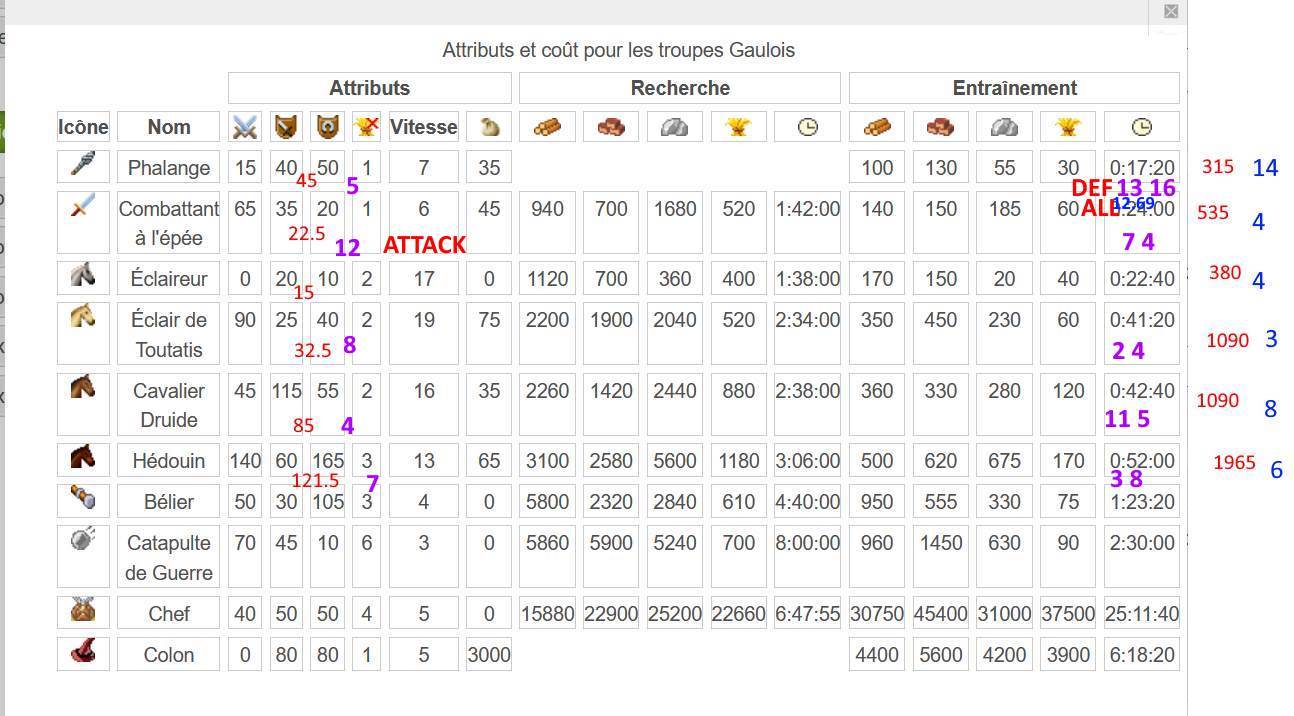 Attributs et coût pour les troupes Gaulois
Attributs Recherche Entraînement
Icône Nom Vitesse
Phalange 15 40 50 1 7 35 100 130 55 30 0:17:20 315 14
45 5 DEF 13 16
Combattant 65 35 20 1 6 45 940 700 1680 520 1:42:00 140 150 185 60 0:24:00 535 4
ALL 12.69
à l'épée
22.5 12 ATTACK 7 4
Éclaireur 0 20 10 2 17 0 1120 700 360 400 1:38:00 170 150 20 40 0:22:40 380 4
15
Éclair de 90 25 40 2 19 75 2200 1900 2040 520 2:34:00 350 450 230 60 0:41:20 1090 3
Toutatis
32.5 8 2 4
Cavalier 45 115 55 2 16 35 2260 1420 2440 880 2:38:00 360 330 280 120 0:42:40 1090 8
Druide
85 4 11 5
Hédouin 140 60 165 3 13 65 3100 2580 5600 1180 3:06:00 500 620 675 170 0:52:00 1965 6
121.5 7 3 8
Bélier 50 30 105 3 4 0 5800 2320 2840 610 4:40:00 950 555 330 75 1:23:20
Catapulte 70 45 10 6 3 0 5860 5900 5240 700 8:00:00 960 1450 630 90 2:30:00
de Guerre
Chef 40 50 50 4 5 0 15880 22900 25200 22660 6:47:55 30750 45400 31000 37500 25:11:40
Colon 0 80 80 1 5 3000 4400 5600 4200 3900 6:18:20